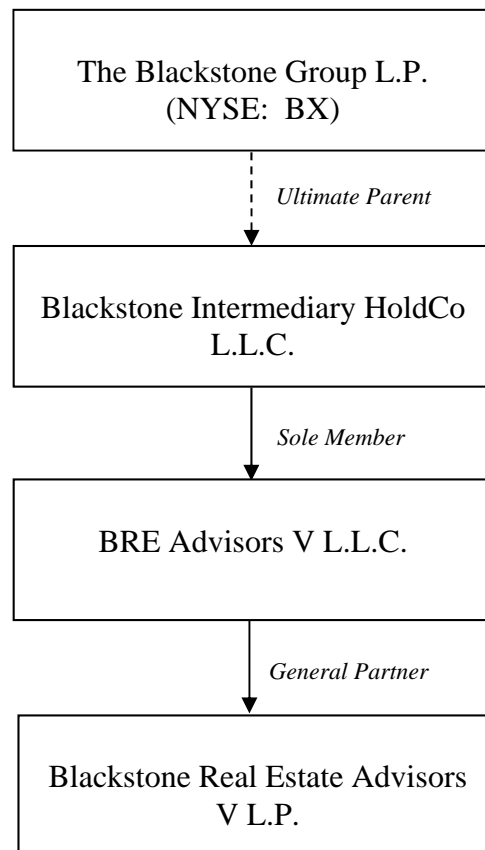 The Blackstone Group L.P.
(NYSE:  BX)
Ultimate Parent
Blackstone Intermediary HoldCo
L.L.C.
Sole Member
BRE Advisors V L.L.C.
General Partner
Blackstone Real Estate Advisors
V L.P.